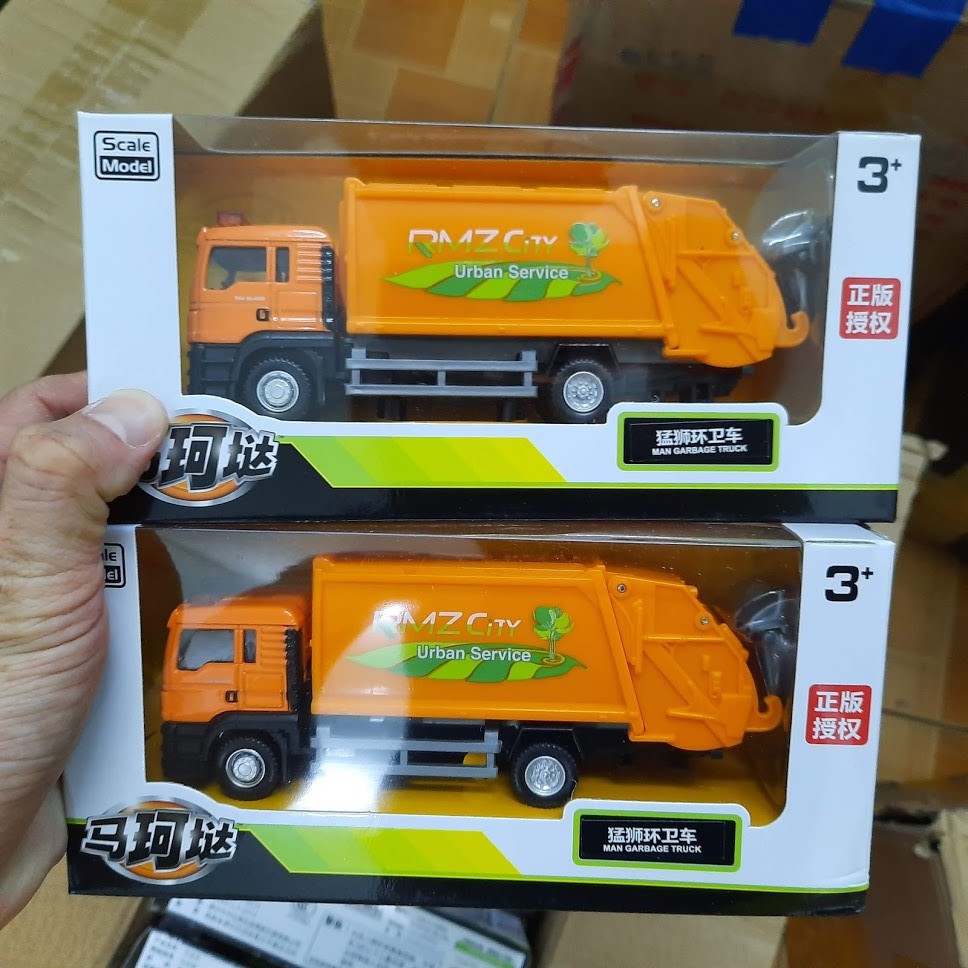 Scale
Model
3+
RMZ CiTY
Urban Service
正版
授权
猛狮环卫车
MAN GARBAGE TRUCK
珂垯
3+
RMZ CiTY
Urban Service
正版
授权
猛狮环卫车
MAN GARBAGE TRUCK
马珂垯